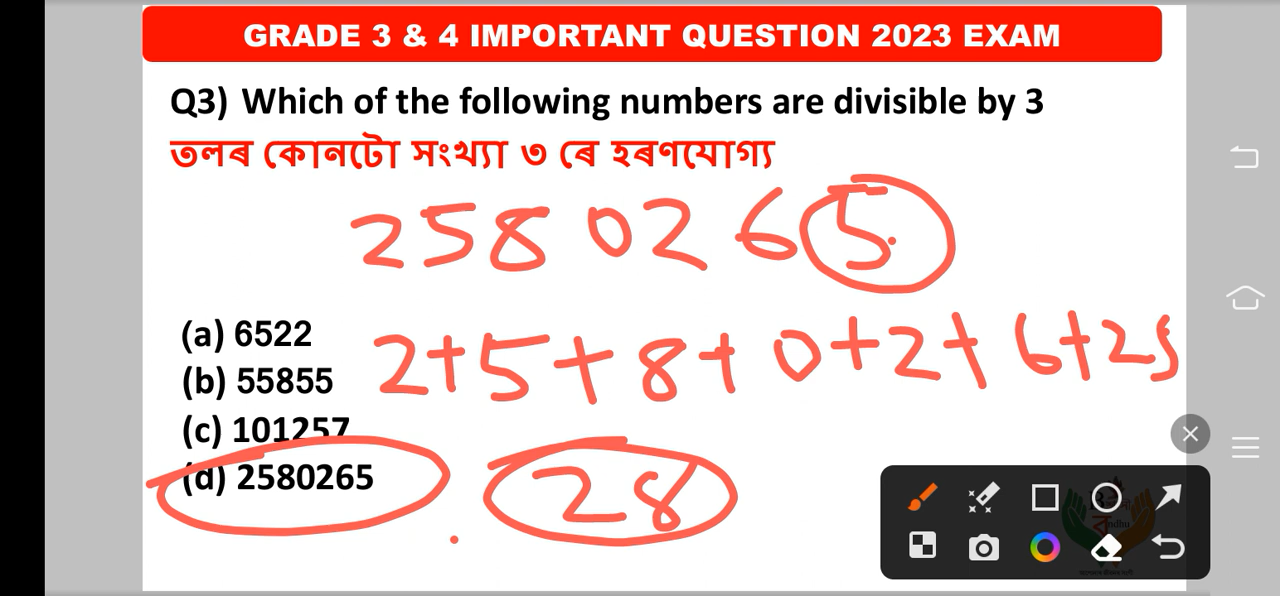 GRADE 3 & 4 IMPORTANT QUESTION 2023 EXAM
Q3) Which of the following numbers are divisible by 3
তলৰ কোনটো সংখ্যা ৩ ৰে হৰণযোগ্য
2580265
(a) 6522
2+5+8+0+2+6+25
(b) 55855
(c) 101257
(d) 2580265
28